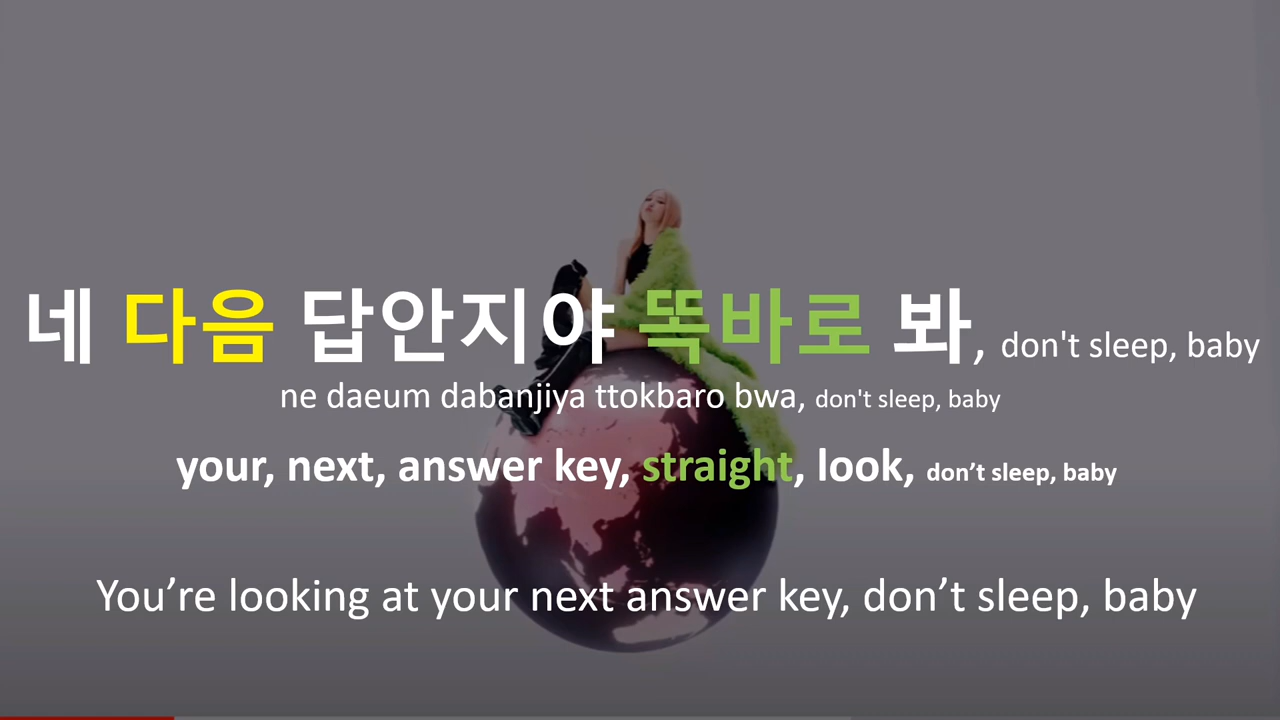 네 다음 답안지야 똑바로 봐, don't sleep, baby
ne daeum dabanjiya ttokbaro bwa, don't sleep, baby
your, next, answer key, straight, look, don’t sleep, baby
You’re looking at your next answer key, don’t sleep, baby